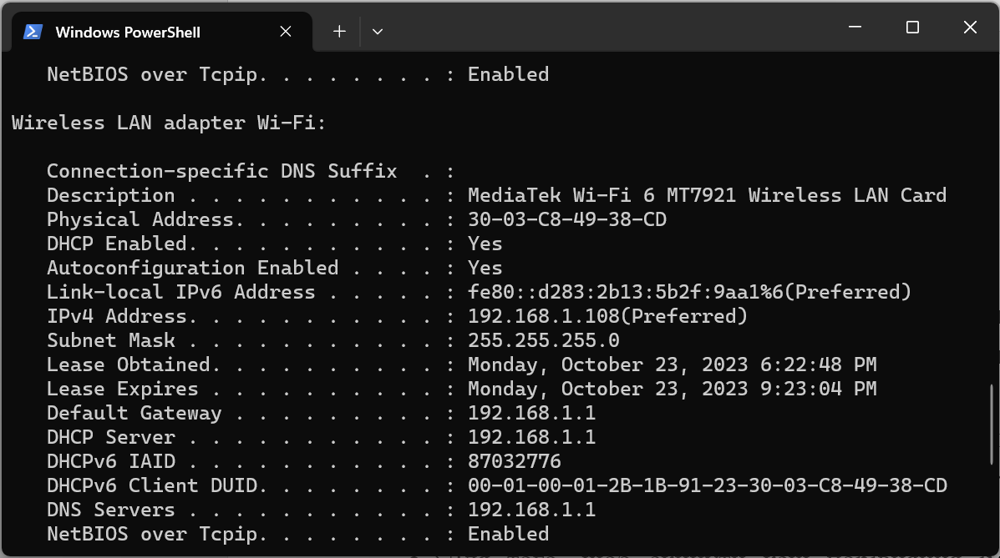 Windows PowerShell
NetBIOS over Tcpip. . . . . . . . : Enabled
Wireless LAN adapter Wi-Fi:
Connection-specific DNS Suffix  . :
Description . . . . . . . . . . . : MediaTek Wi-Fi 6 MT7921 Wireless LAN Card
Physical Address. . . . . . . . . : 30-03-C8-49-38-CD
DHCP Enabled. . . . . . . . . . . : Yes
Autoconfiguration Enabled . . . . : Yes
Link-local IPv6 Address . . . . . : fe80::d283:2b13:5b2f:9aa1%6(Preferred)
IPv4 Address. . . . . . . . . . . : 192.168.1.108(Preferred)
Subnet Mask . . . . . . . . . . . : 255.255.255.0
Lease Obtained. . . . . . . . . . : Monday, October 23, 2023 6:22:48 PM
Lease Expires . . . . . . . . . . : Monday, October 23, 2023 9:23:04 PM
Default Gateway . . . . . . . . . : 192.168.1.1
DHCP Server . . . . . . . . . . . : 192.168.1.1
DHCPv6 IAID . . . . . . . . . . . : 87032776
DHCPv6 Client DUID. . . . . . . . : 00-01-00-01-2B-1B-91-23-30-03-C8-49-38-CD
DNS Servers . . . . . . . . . . . : 192.168.1.1
NetBIOS over Tcpip. . . . . . . . : Enabled